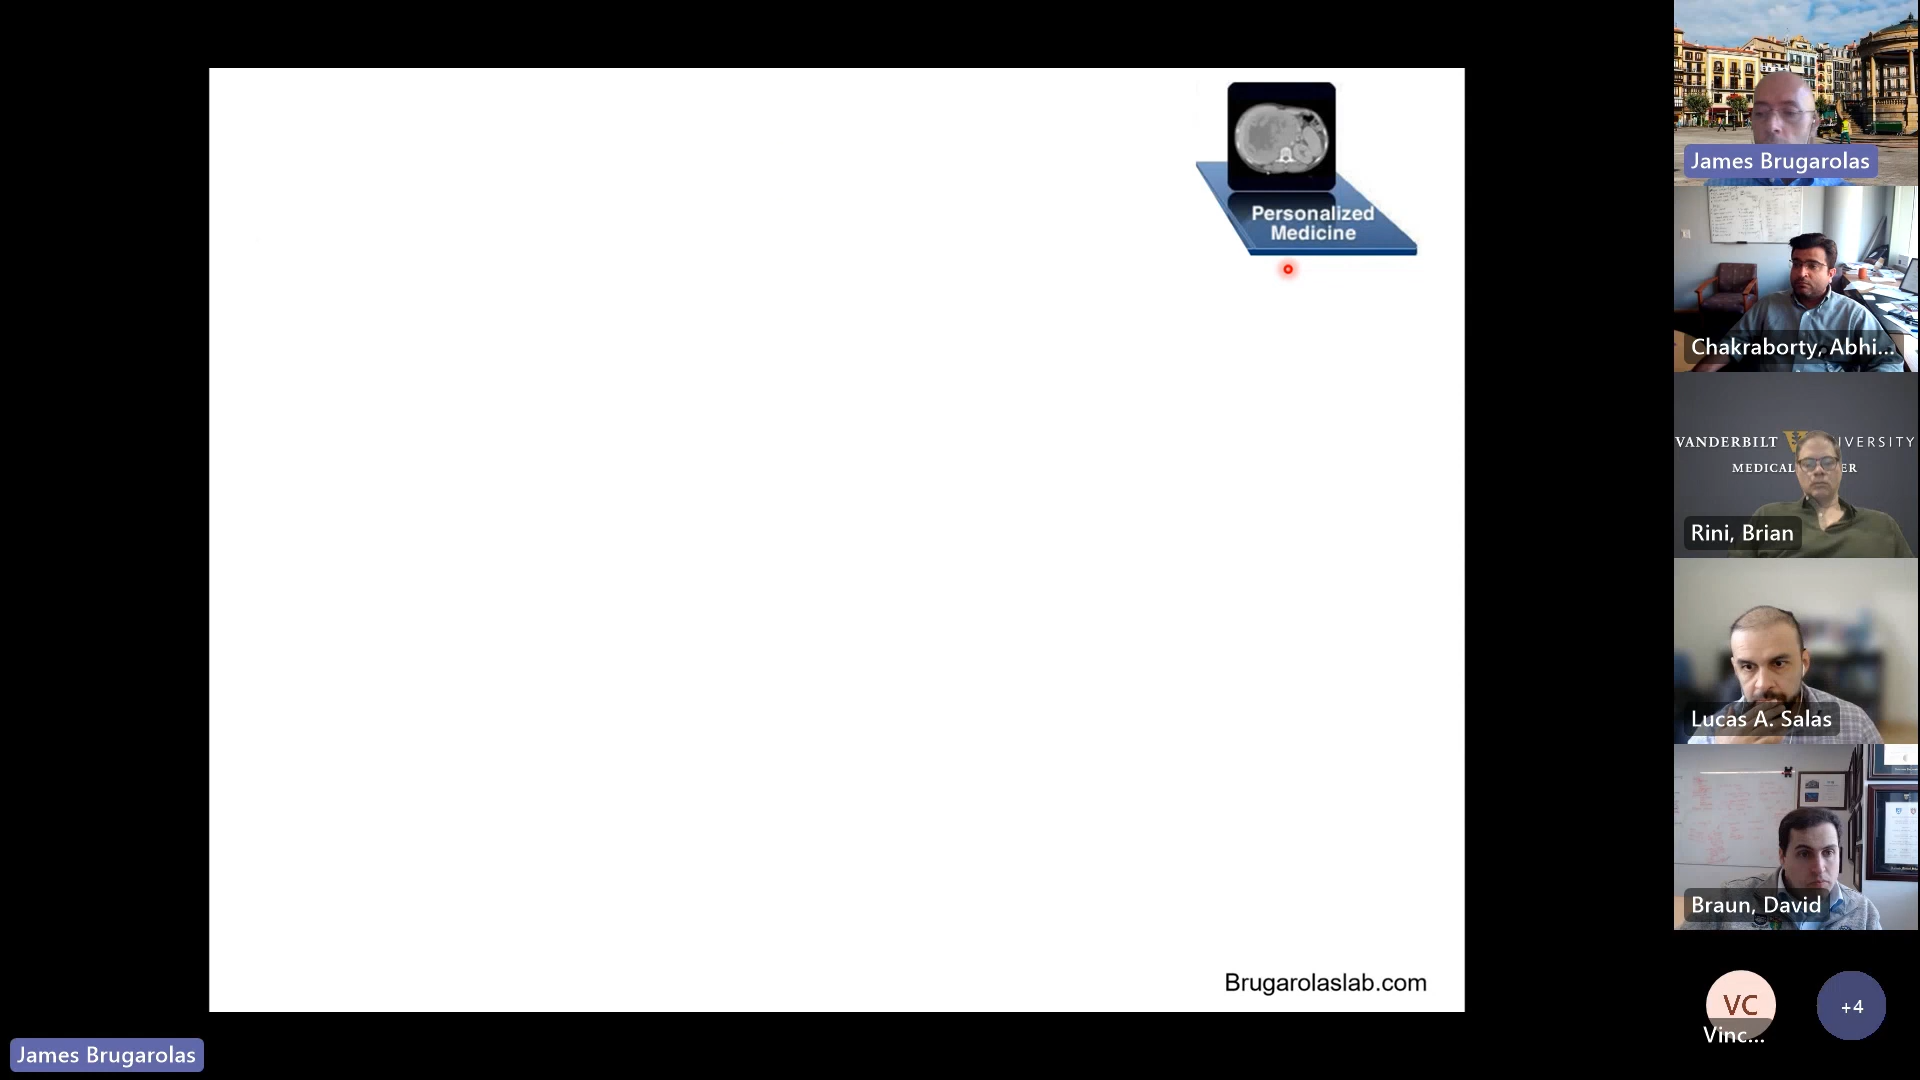 Personalized
Medicine
Brugarolaslab.com
James Brugarolas
James Brugarolas
Chakraborty, Abhi...
VANDERBILT
IVERSITY
MEDICAL
ER
Rini, Brian
Lucas A. Salas
Braun, David
VC
Vinc...
+4